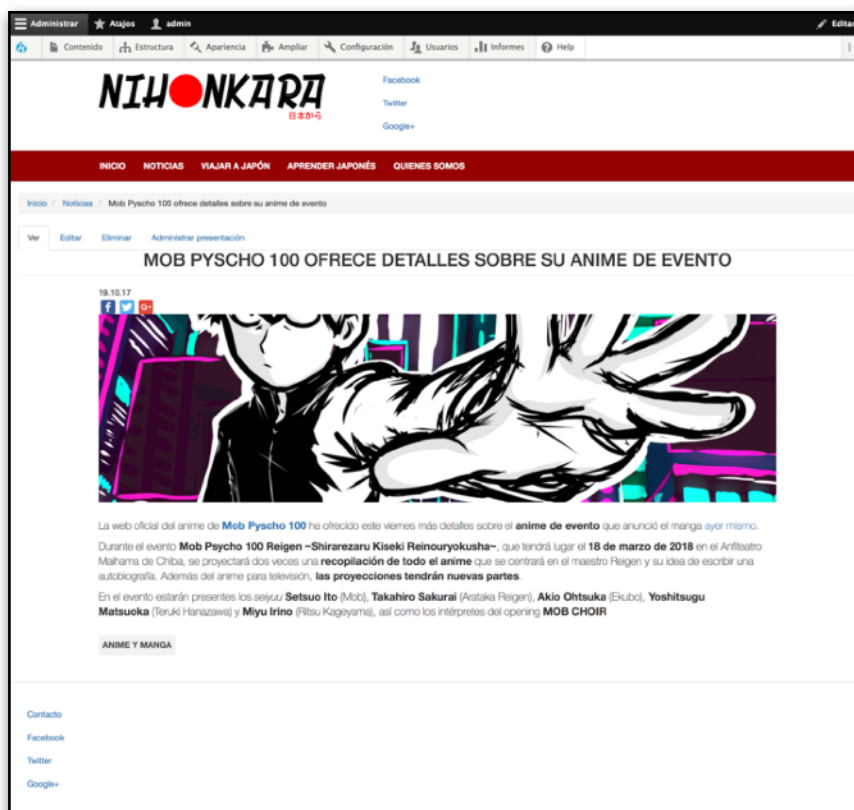 Administrar Atajos admin Editar
Contenido Estructura Apariencia Ampliar Configuración Usuarios Informes Help
NIHONKARA
日本から
Facebook
Twitter
Google+
INICIO NOTICIAS VIAJAR A JAPÓN APRENDER JAPONÉS QUIENES SOMOS
Inicio / Noticias / Mob Pyscho 100 ofrece detalles sobre su anime de evento
Ver Editar Eliminar Administrar presentación
MOB PYSCHO 100 OFRECE DETALLES SOBRE SU ANIME DE EVENTO
19.10.17
f G+
La web oficial del anime de Mob Pyscho 100 ha ofrecido este viernes más detalles sobre el anime de evento que anunció el manga ayer mismo.
Durante el evento Mob Psycho 100 Reigen ~Shirarezaru Kiseki Reinouryokusha~, que tendrá lugar el 18 de marzo de 2018 en el Anfiteatro
Maihama de Chiba, se proyectará dos veces una recopilación de todo el anime que se centrará en el maestro Reigen y su idea de escribir una
autobiografía. Además del anime para televisión, las proyecciones tendrán nuevas partes.
En el evento estarán presentes los seiyuu Setsuo Ito (Mob), Takahiro Sakurai (Arataka Reigen), Akio Ohtsuka (Ekubo), Yoshitsugu
Matsuoka (Teruki Hanazawa) y Miyu Irino (Ritsu Kageyama), así como los intérpretes del opening MOB CHOIR
ANIME Y MANGA
Contacto
Facebook
Twitter
Google+